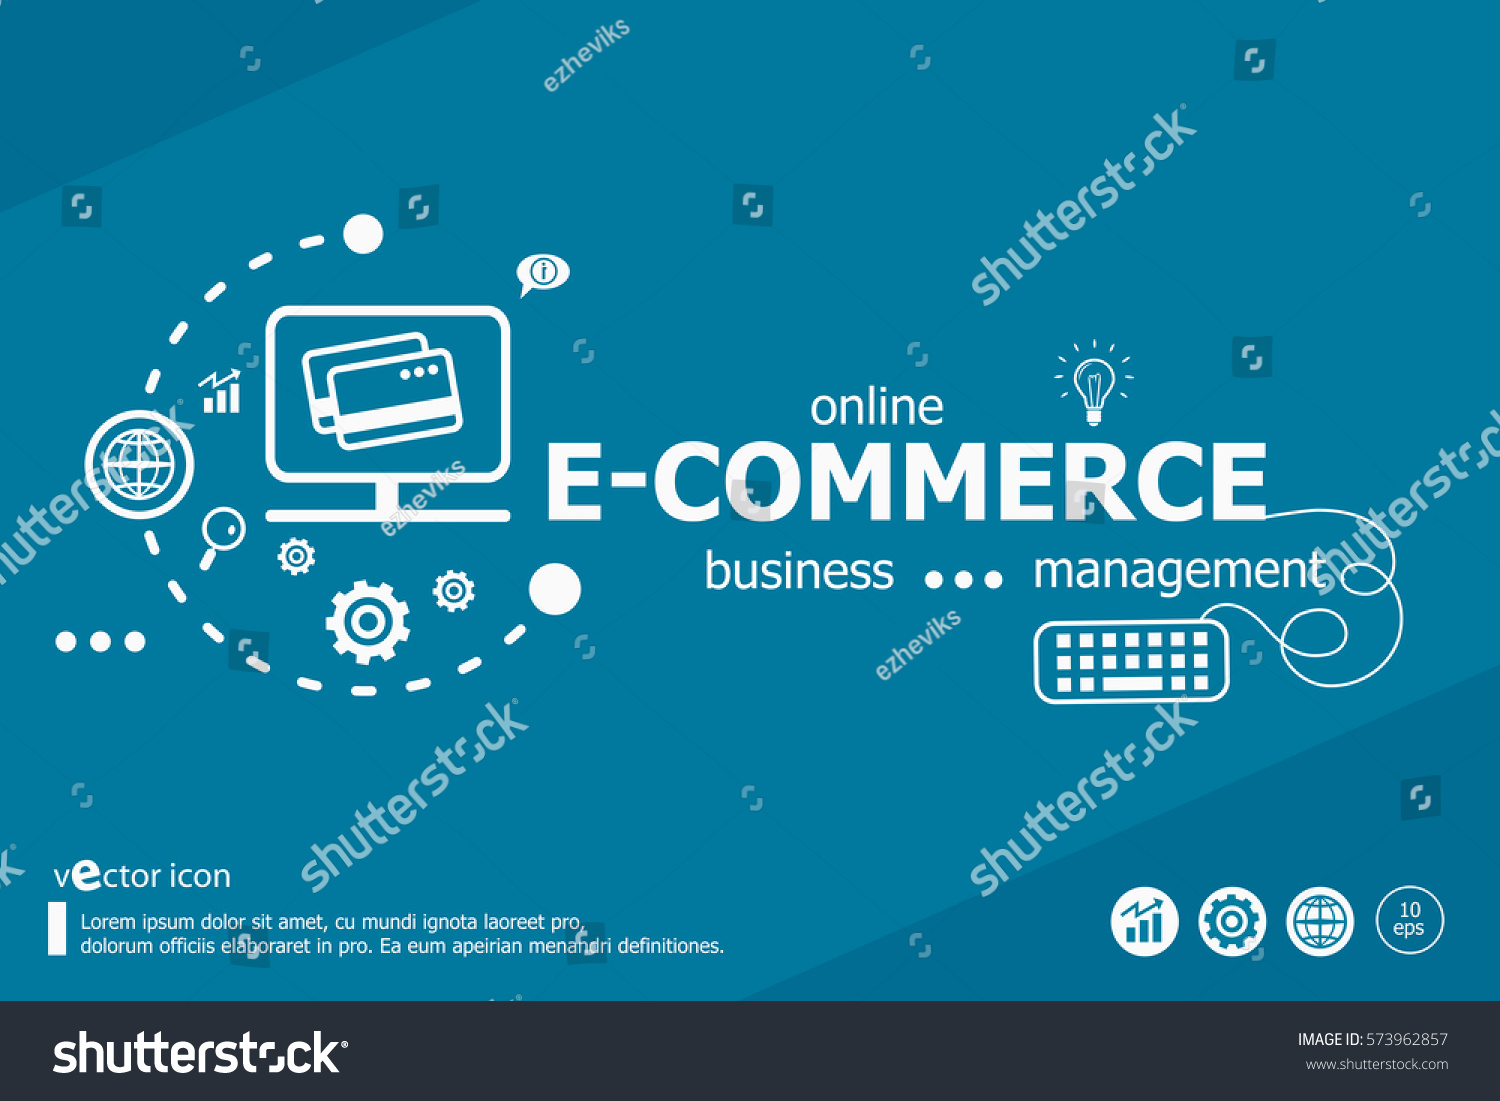 ezheviks
shutterstock
online
E-COMMERCE
business ... management
shutterstock
ezheviks
shutterstock
ezheviks
shutterstock
shutterstock
vector icon
Lorem ipsum dolor sit amet, cu mundi ignota laoreet pro,
dolorum officiis elaboraret in pro. Ea eum apeirian menandri definitiones.
10
eps
shutterstock
IMAGE ID: 573962857
www.shutterstock.com